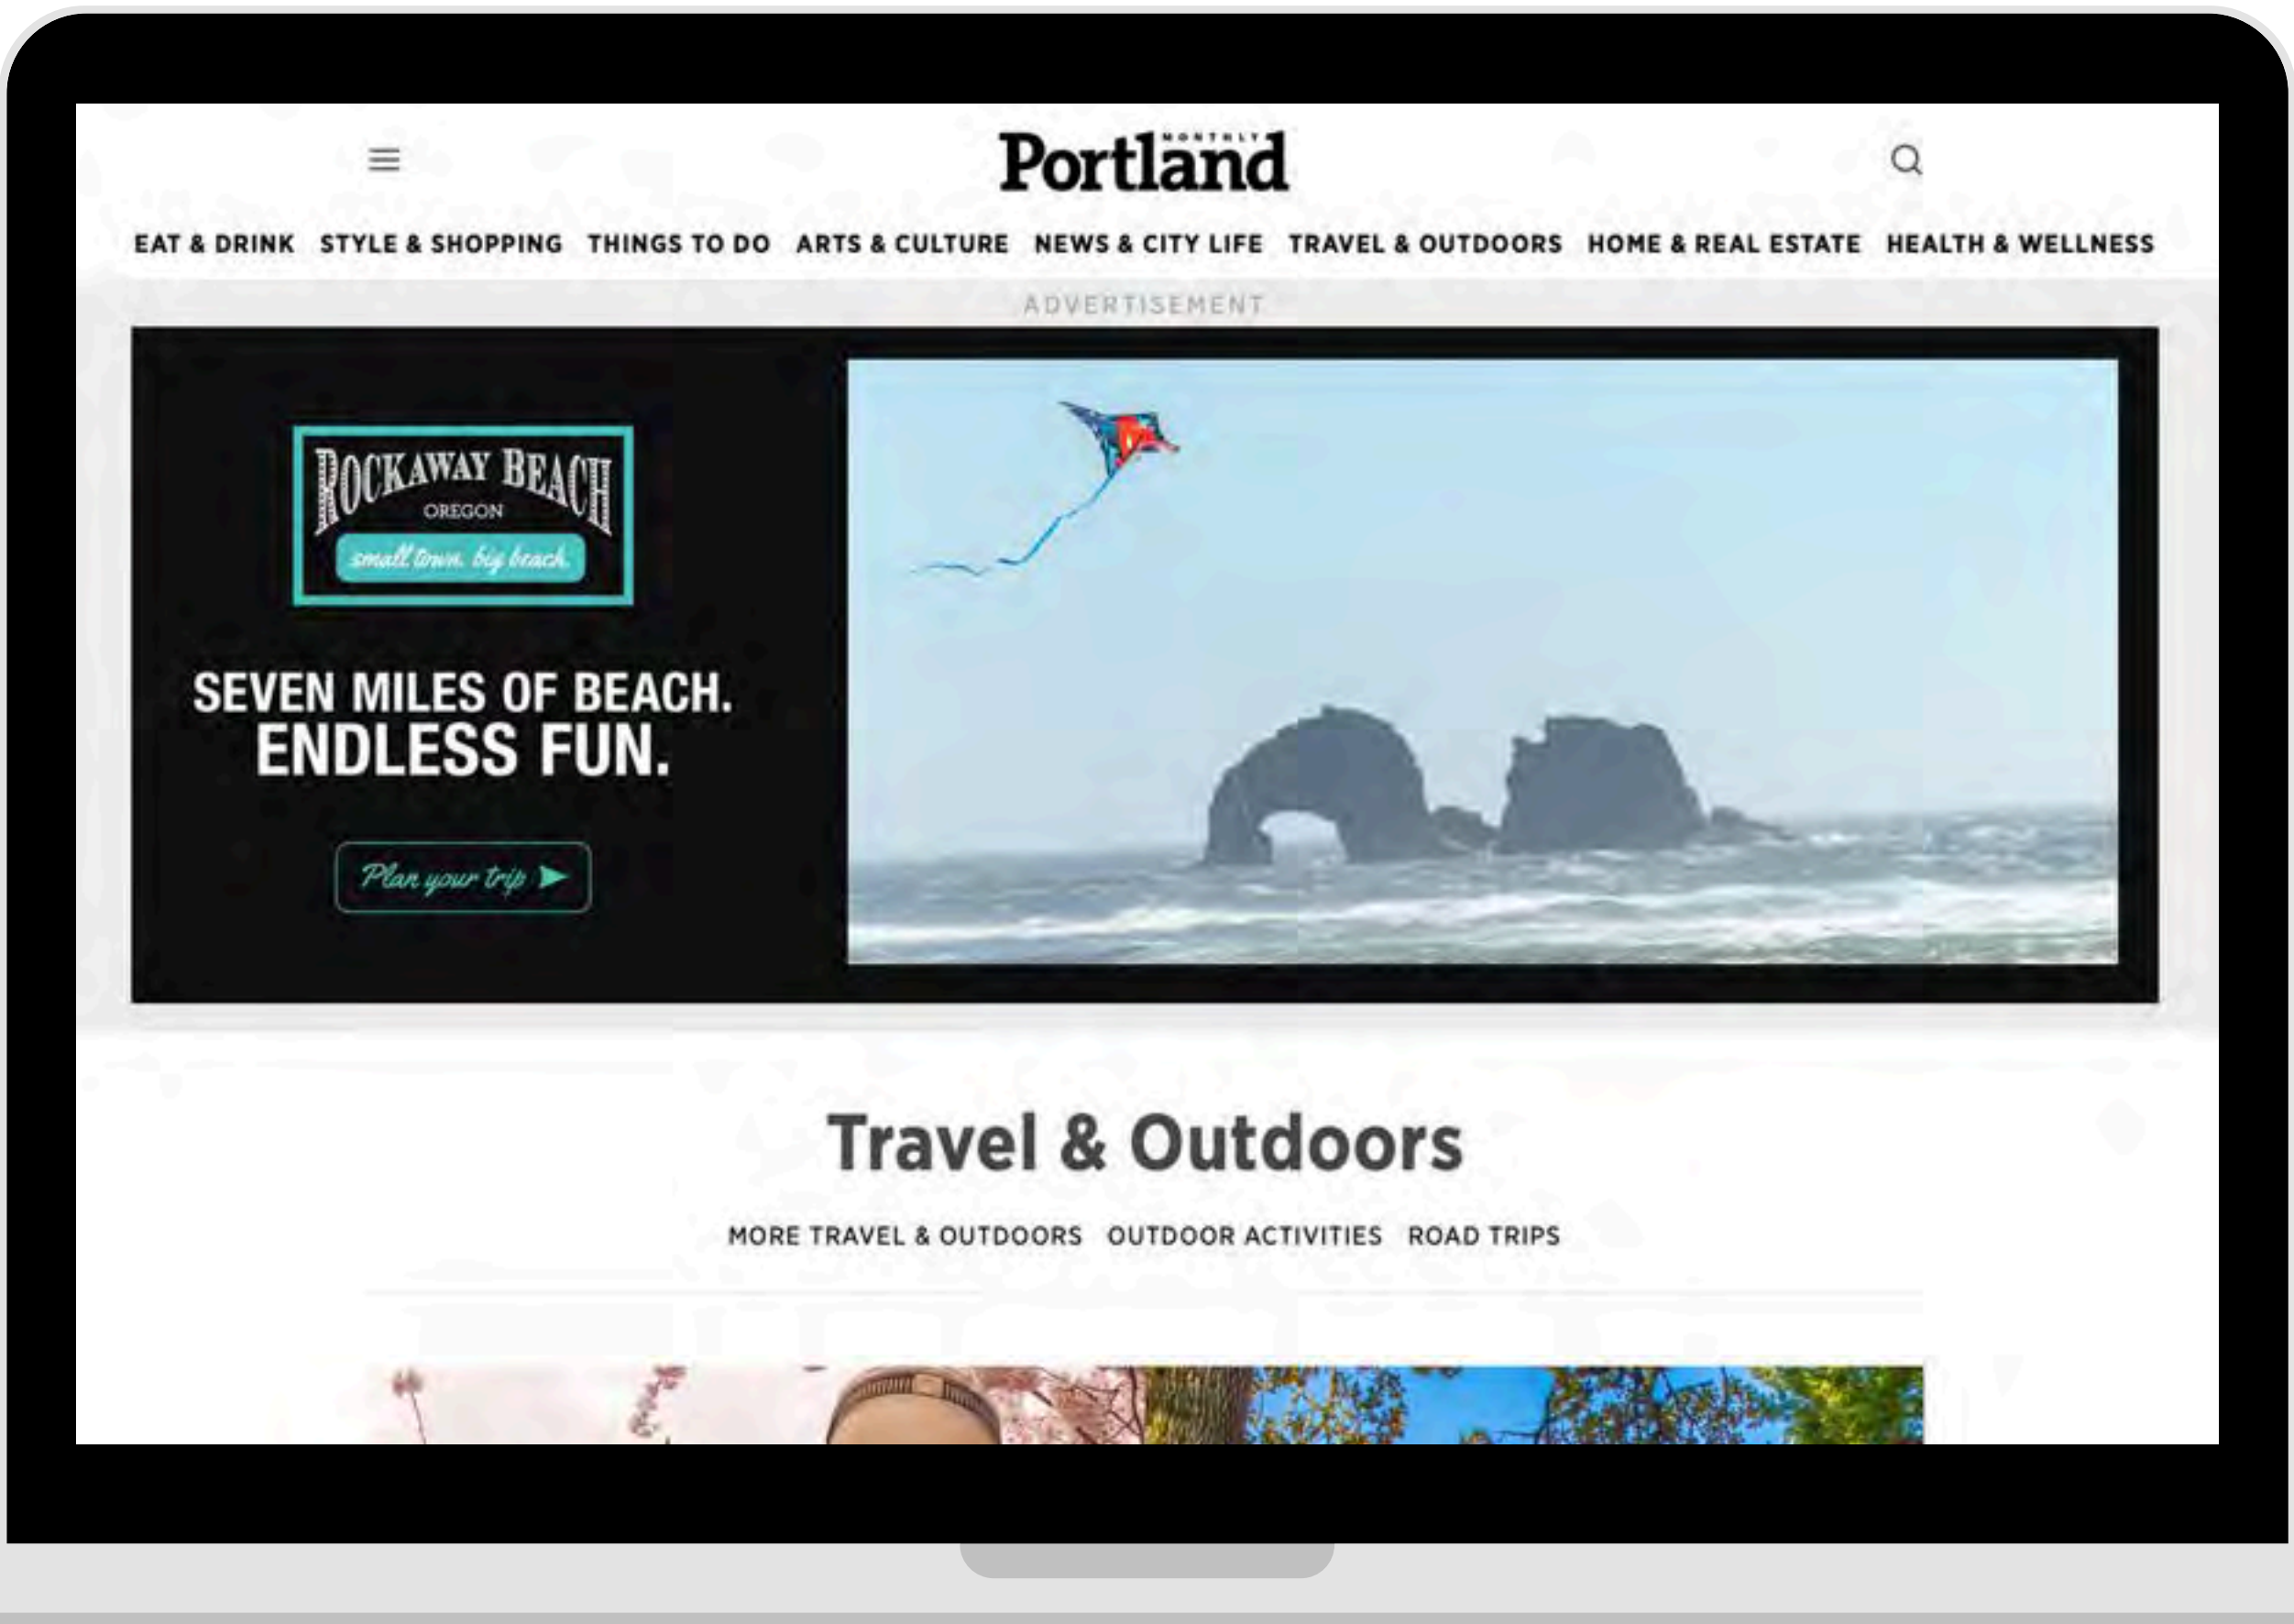 MONTHLY
Portland
EAT & DRINK STYLE & SHOPPING THINGS TO DO ARTS & CULTURE NEWS & CITY LIFE TRAVEL & OUTDOORS HOME & REAL ESTATE HEALTH & WELLNESS
ADVERTISEMENT
ROCKAWAY BEACH
OREGON
small town. big beach.
SEVEN MILES OF BEACH.
ENDLESS FUN.
Plan your trip
Travel & Outdoors
MORE TRAVEL & OUTDOORS OUTDOOR ACTIVITIES ROAD TRIPS